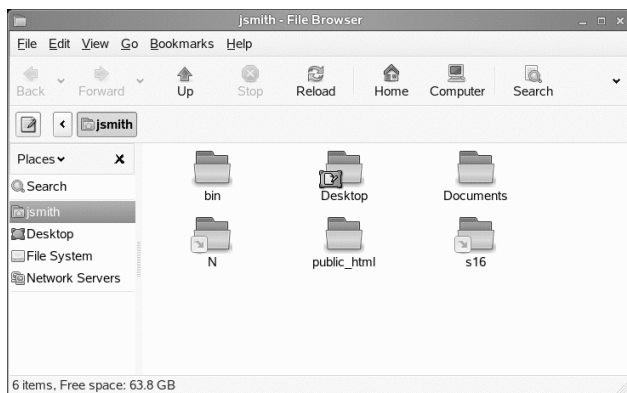 jsmith - File Browser
File Edit View Go Bookmarks Help
Back Forward Up Stop Reload Home Computer Search
jsmith
Places
Search
jsmith
Desktop
File System
Network Servers
bin Desktop Documents
N public_html s16
6 items, Free space: 63.8 GB